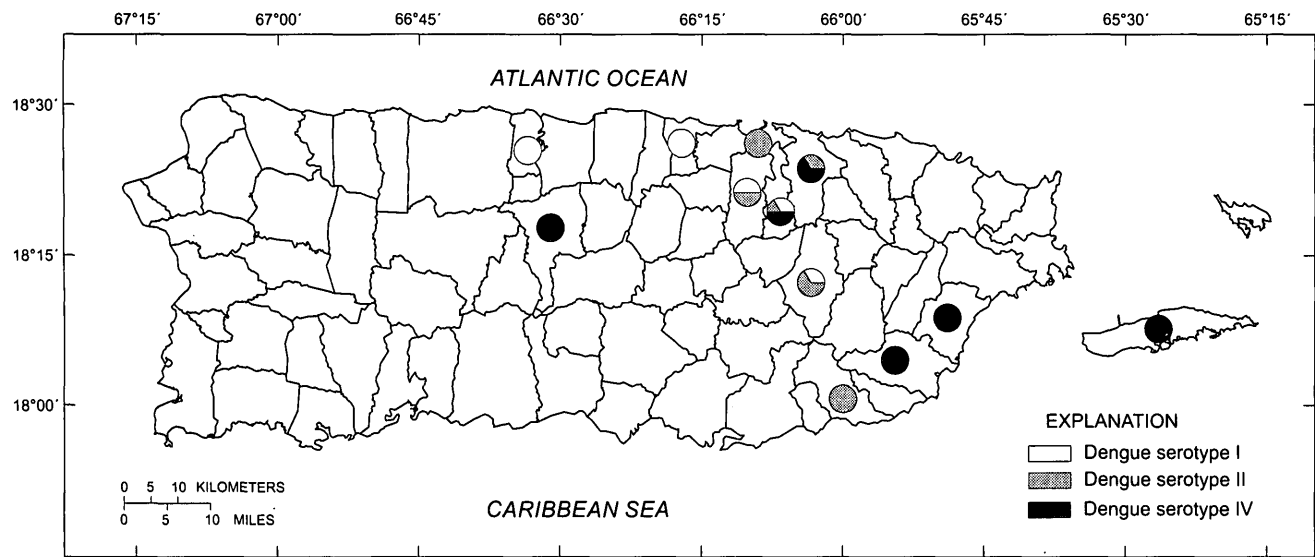 67°15′ 67°00′ 66°45′ 66°30′ 66°15′ 66°00′ 65°45′ 65°30′ 65°15′
ATLANTIC OCEAN
18°30′
18°15′
18°00′
EXPLANATION
Dengue serotype I
Dengue serotype II
Dengue serotype IV
0 5 10 KILOMETERS
0 5 10 MILES
CARIBBEAN SEA